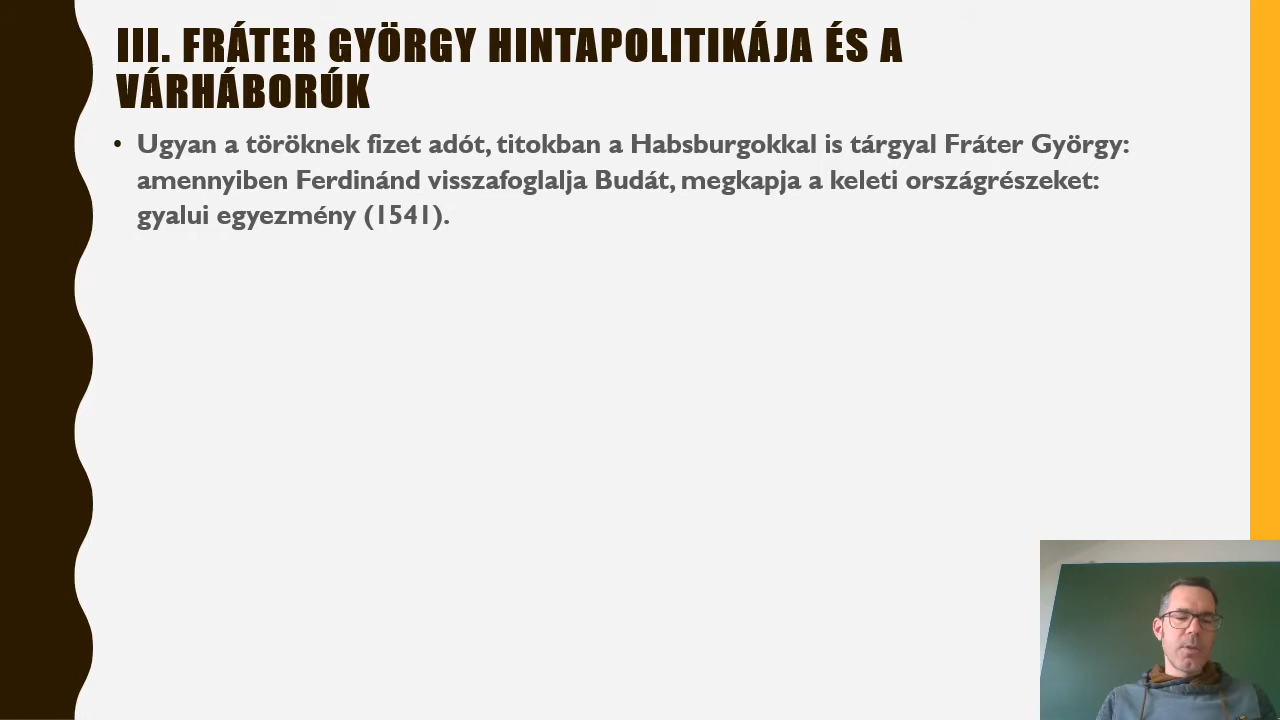 III. FRÁTER GYÖRGY HINTAPOLITIKÁJA ÉS A
VÁRHÁBORÚK
• Ugyan a töröknek fizet adót, titokban a Habsburgokkal is tárgyal Fráter György:
amennyiben Ferdinánd visszafoglalja Budát, megkapja a keleti országrészeket:
gyalui egyezmény (1541).